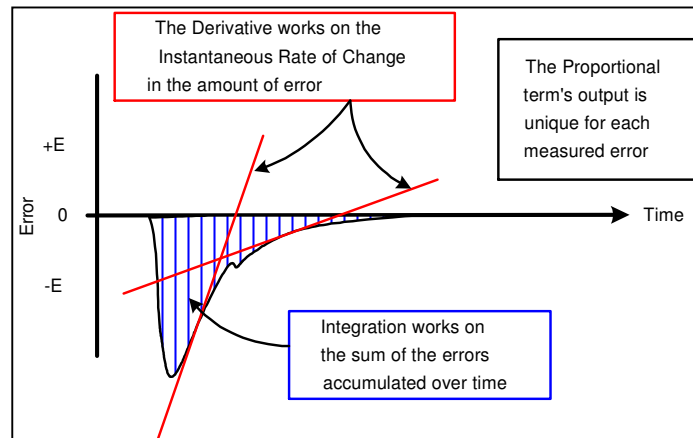 The Derivative works on the
Instantaneous Rate of Change
in the amount of error
The Proportional
term's output is
unique for each
measured error
+E
Error
0
Time
-E
Integration works on
the sum of the errors
accumulated over time